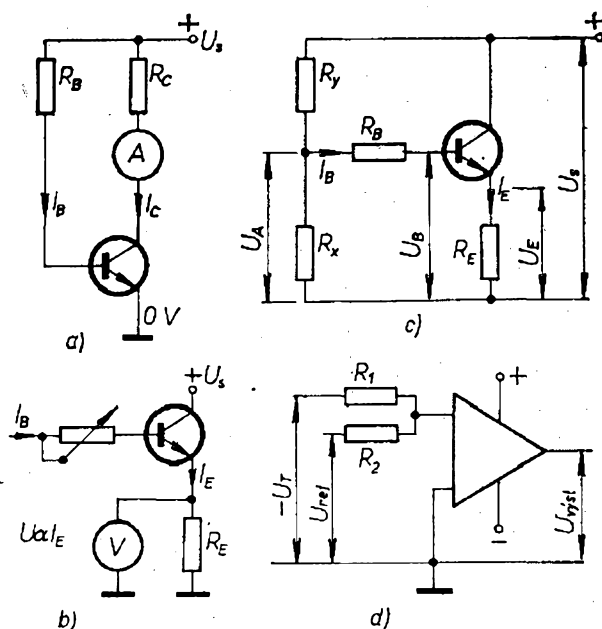 +
U_s
R_B
R_C
A
I_B
I_C
0 V
a)
+
R_y
R_B
I_B
I_E
U_A
R_x
U_B
R_E
U_E
U_s
c)
+U_s
I_B
I_E
UαI_E
V
R_E
b)
+
R_1
R_2
-U_T
U_ref
U_výst
−
d)